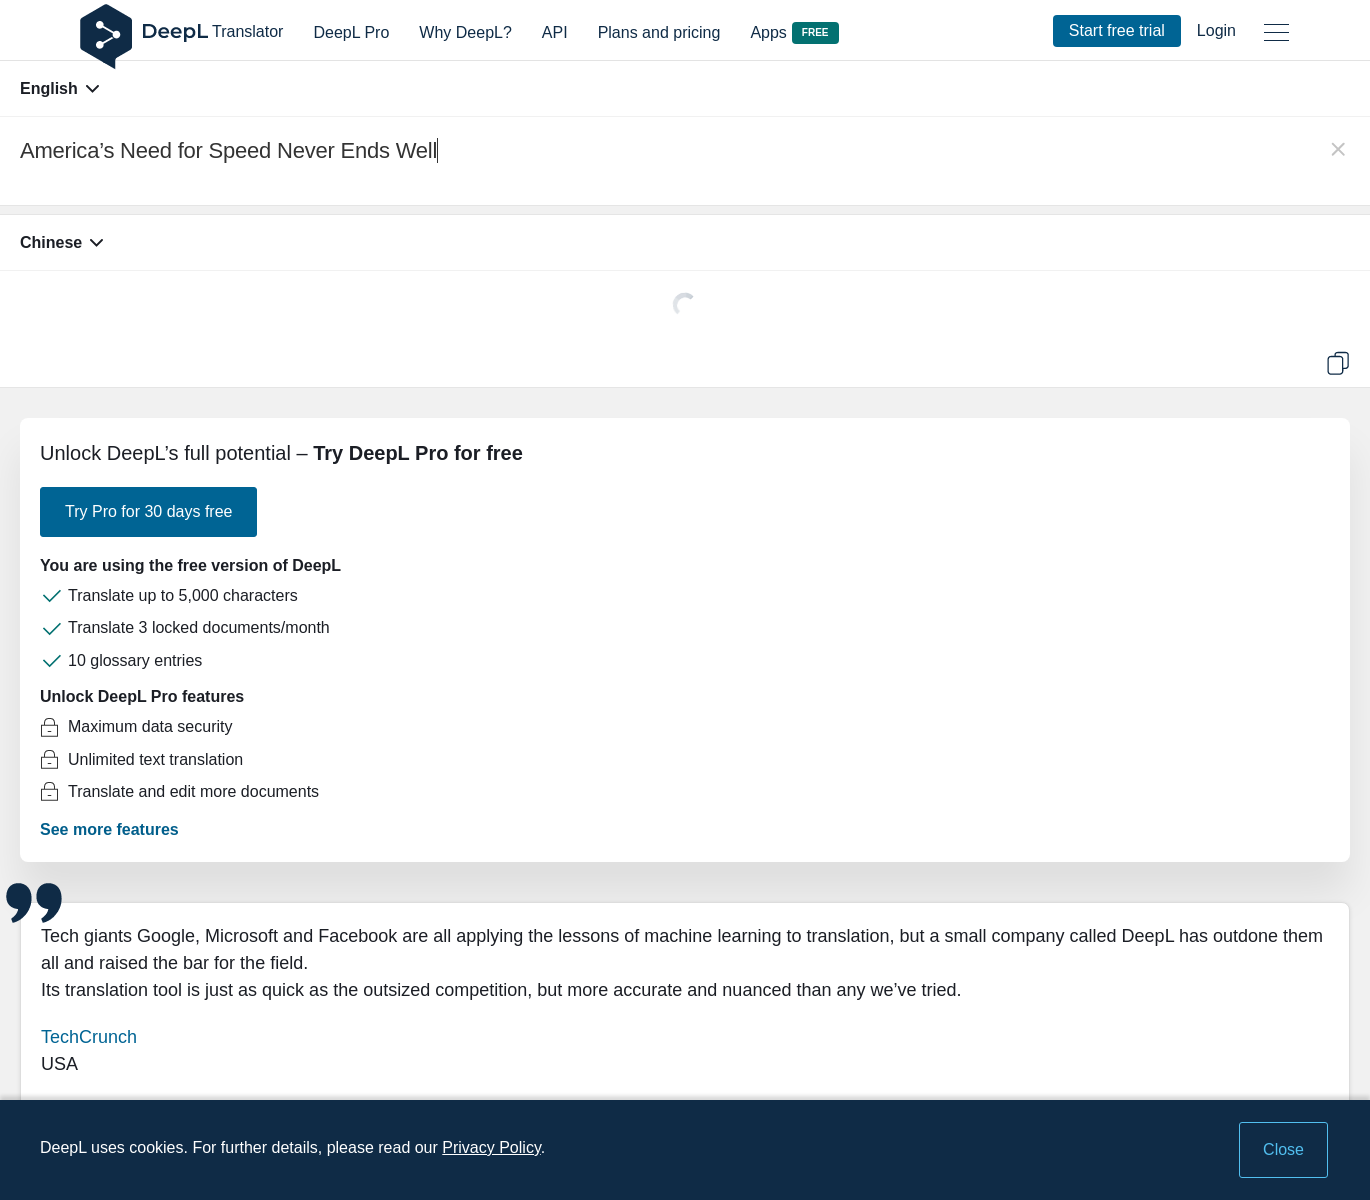 DeepL Translator DeepL Pro Why DeepL? API Plans and pricing Apps FREE Start free trial Login
English
America’s Need for Speed Never Ends Well
Chinese
Unlock DeepL’s full potential – Try DeepL Pro for free
Try Pro for 30 days free
You are using the free version of DeepL
Translate up to 5,000 characters
Translate 3 locked documents/month
10 glossary entries
Unlock DeepL Pro features
Maximum data security
Unlimited text translation
Translate and edit more documents
See more features
Tech giants Google, Microsoft and Facebook are all applying the lessons of machine learning to translation, but a small company called DeepL has outdone them
all and raised the bar for the field.
Its translation tool is just as quick as the outsized competition, but more accurate and nuanced than any we’ve tried.
TechCrunch
USA
DeepL uses cookies. For further details, please read our Privacy Policy.
Close